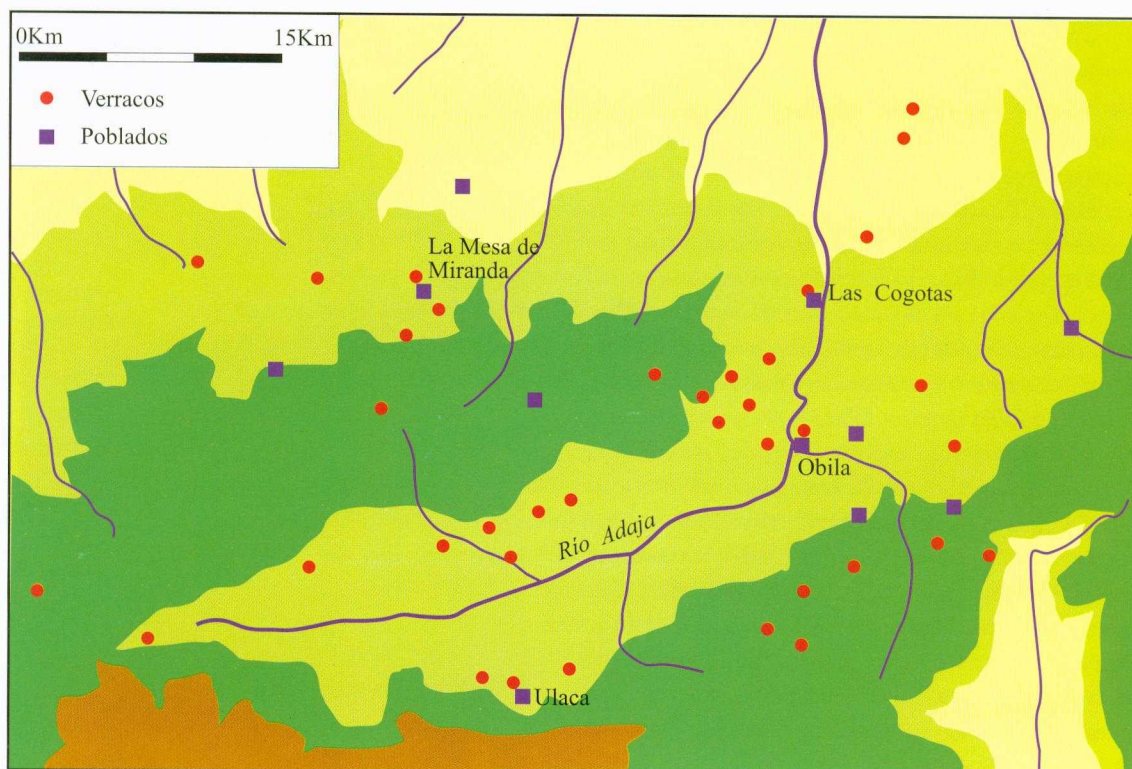 0Km 15Km
Verracos
Poblados
La Mesa de
Miranda
Las Cogotas
Obila
Río Adaja
Ulaca